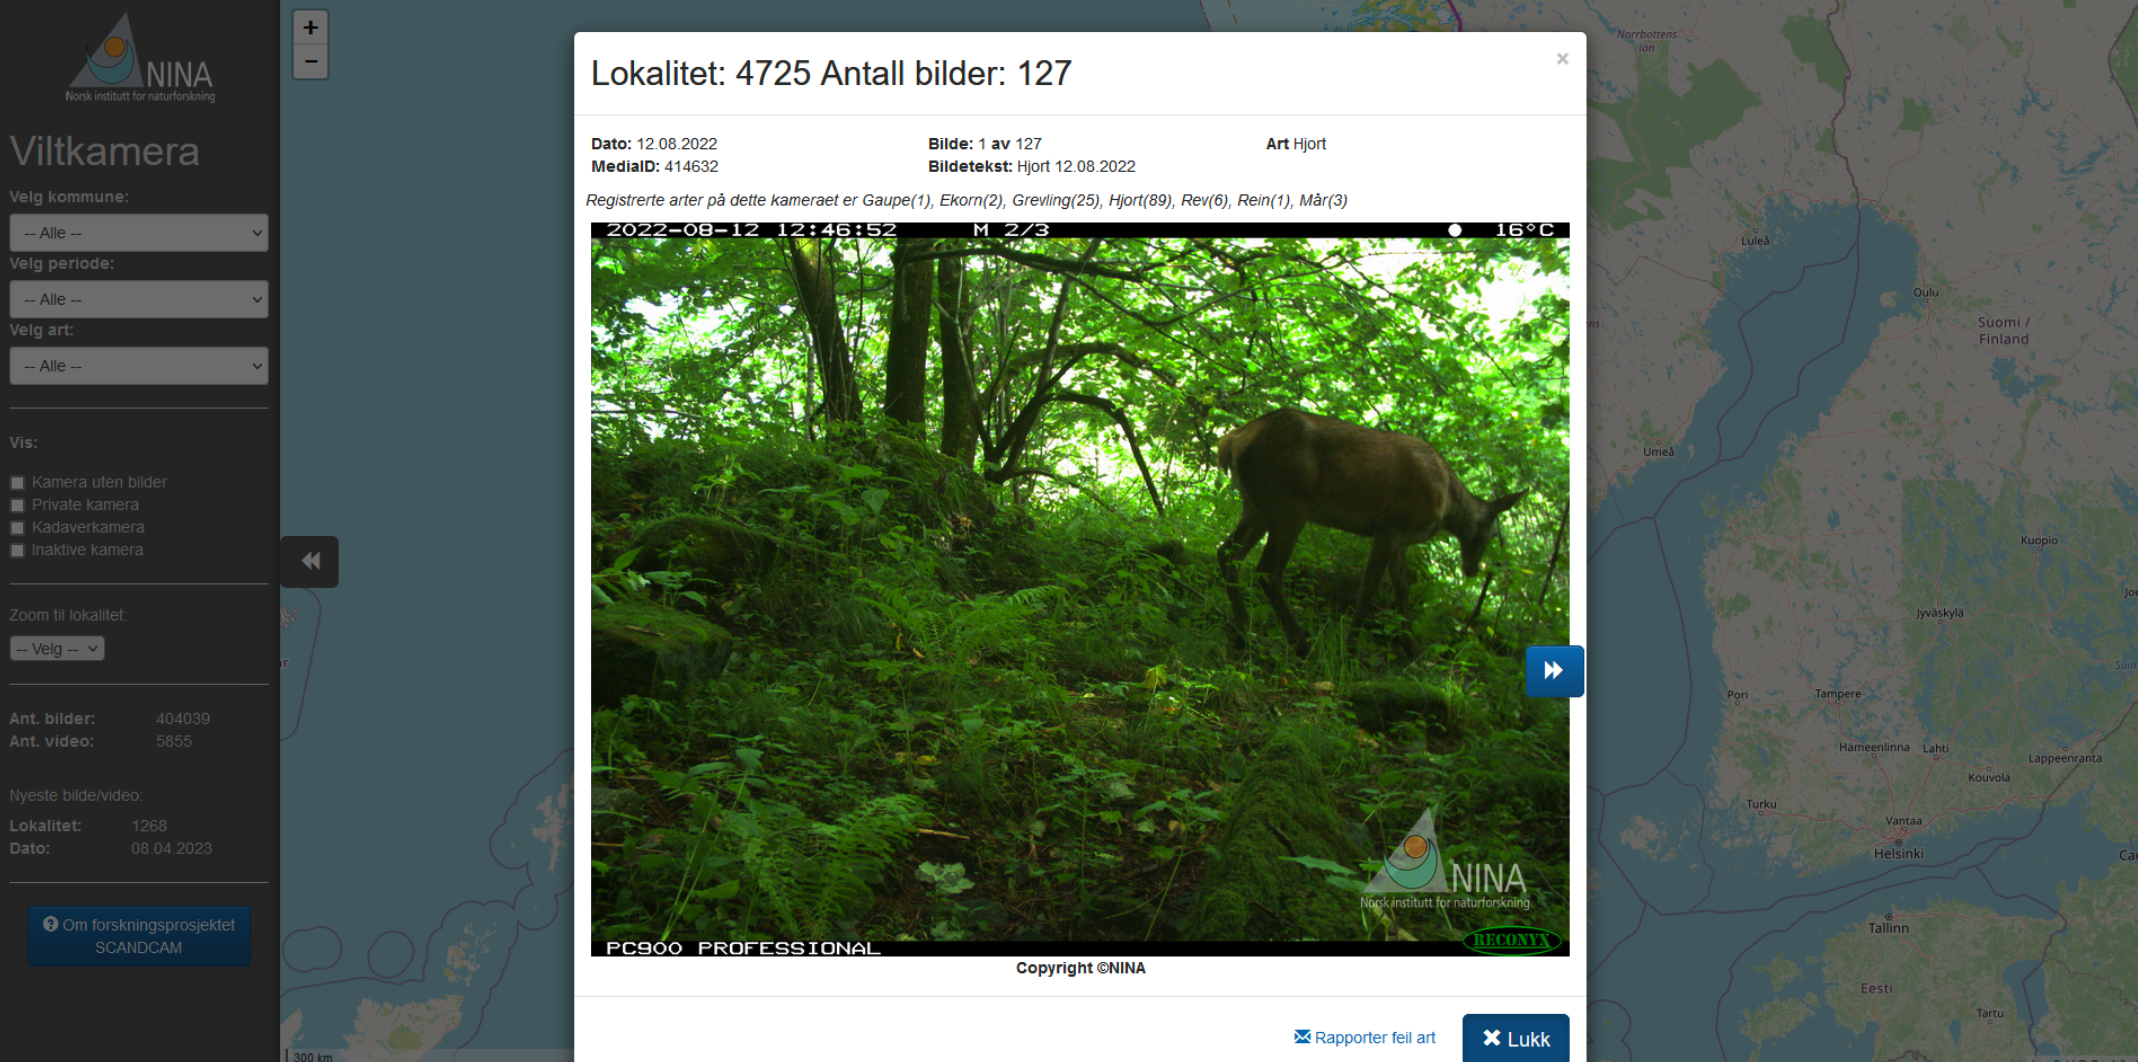 NINA
Norsk institutt for naturforskning
Viltkamera
Velg kommune:
-- Alle --
Velg periode:
-- Alle --
Velg art:
-- Alle --
Vis:
Kamera uten bilder
Private kamera
Kadaverkamera
Inaktive kamera
Zoom til lokalitet:
-- Velg --
Ant. bilder: 404039
Ant. video: 5855
Nyeste bilde/video:
Lokalitet: 1268
Dato: 08.04.2023
Om forskningsprosjektet
SCANDCAM
+
−
300 km
Lokalitet: 4725 Antall bilder: 127
×
Dato: 12.08.2022 Bilde: 1 av 127 Art Hjort
MediaID: 414632 Bildetekst: Hjort 12.08.2022
Registrerte arter på dette kameraet er Gaupe(1), Ekorn(2), Grevling(25), Hjort(89), Rev(6), Rein(1), Mår(3)
2022-08-12 12:46:52 M 2/3 16°C
NINA
Norsk institutt for naturforskning
PC900 PROFESSIONAL RECONYX
Copyright ©NINA
Rapporter feil art
Lukk
Norrbottens
län
Luleå
Oulu
Suomi /
Finland
Umeå
Kuopio
Jyväskylä
Pori
Tampere
Hämeenlinna
Lahti
Lappeenranta
Kouvola
Turku
Vantaa
Helsinki
Tallinn
Eesti
Tartu